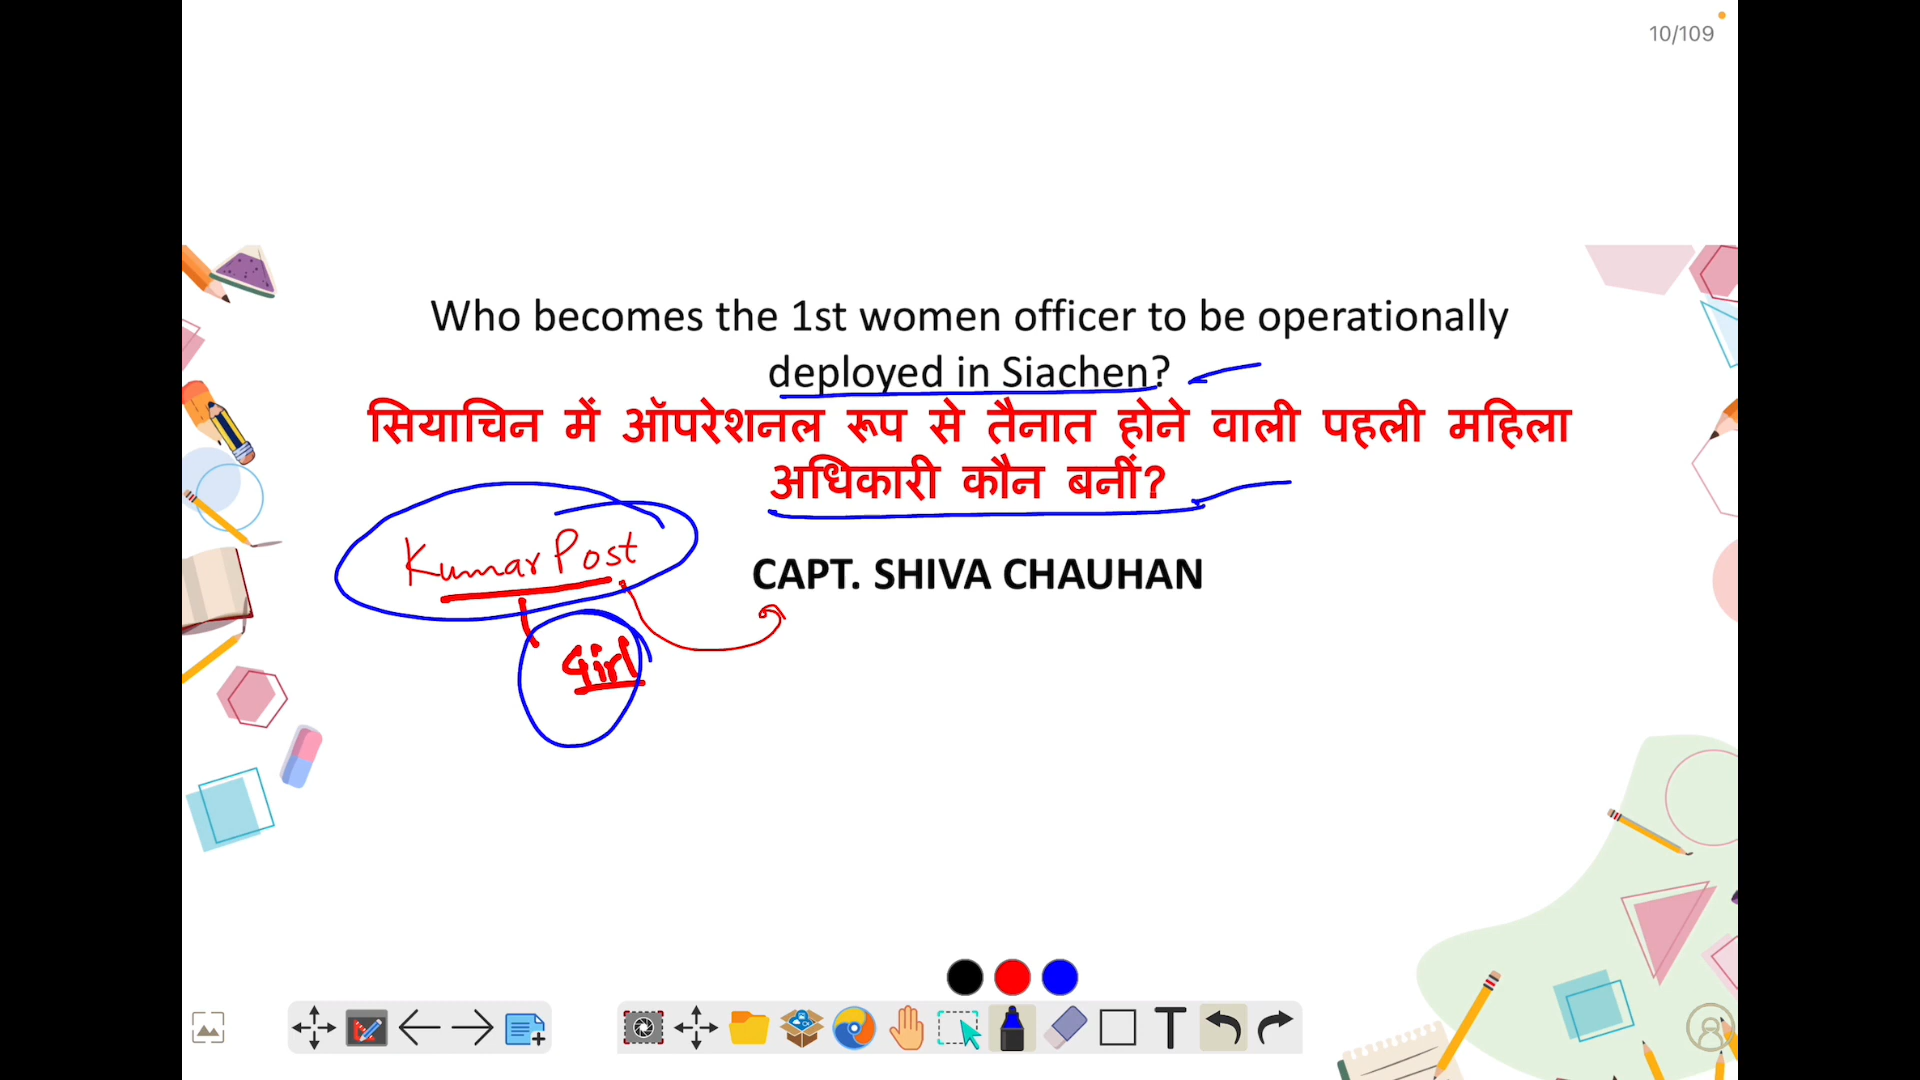 10/109
Who becomes the 1st women officer to be operationally
deployed in Siachen?
सियाचिन में ऑपरेशनल रूप से तैनात होने वाली पहली महिला
अधिकारी कौन बनीं?
Kumar Post
CAPT. SHIVA CHAUHAN
Girl